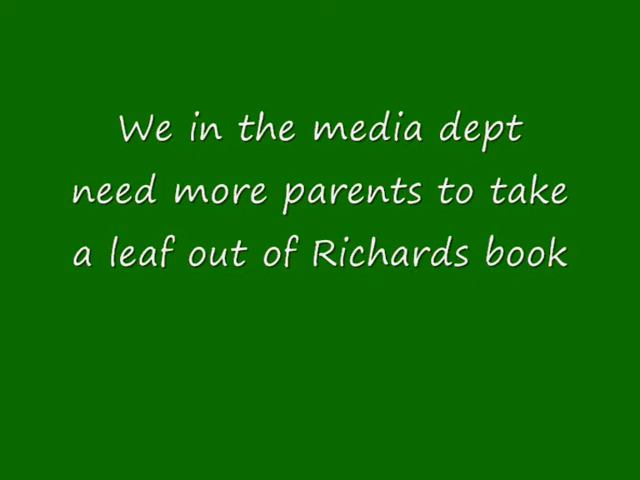 We in the media dept
need more parents to take
a leaf out of Richards book